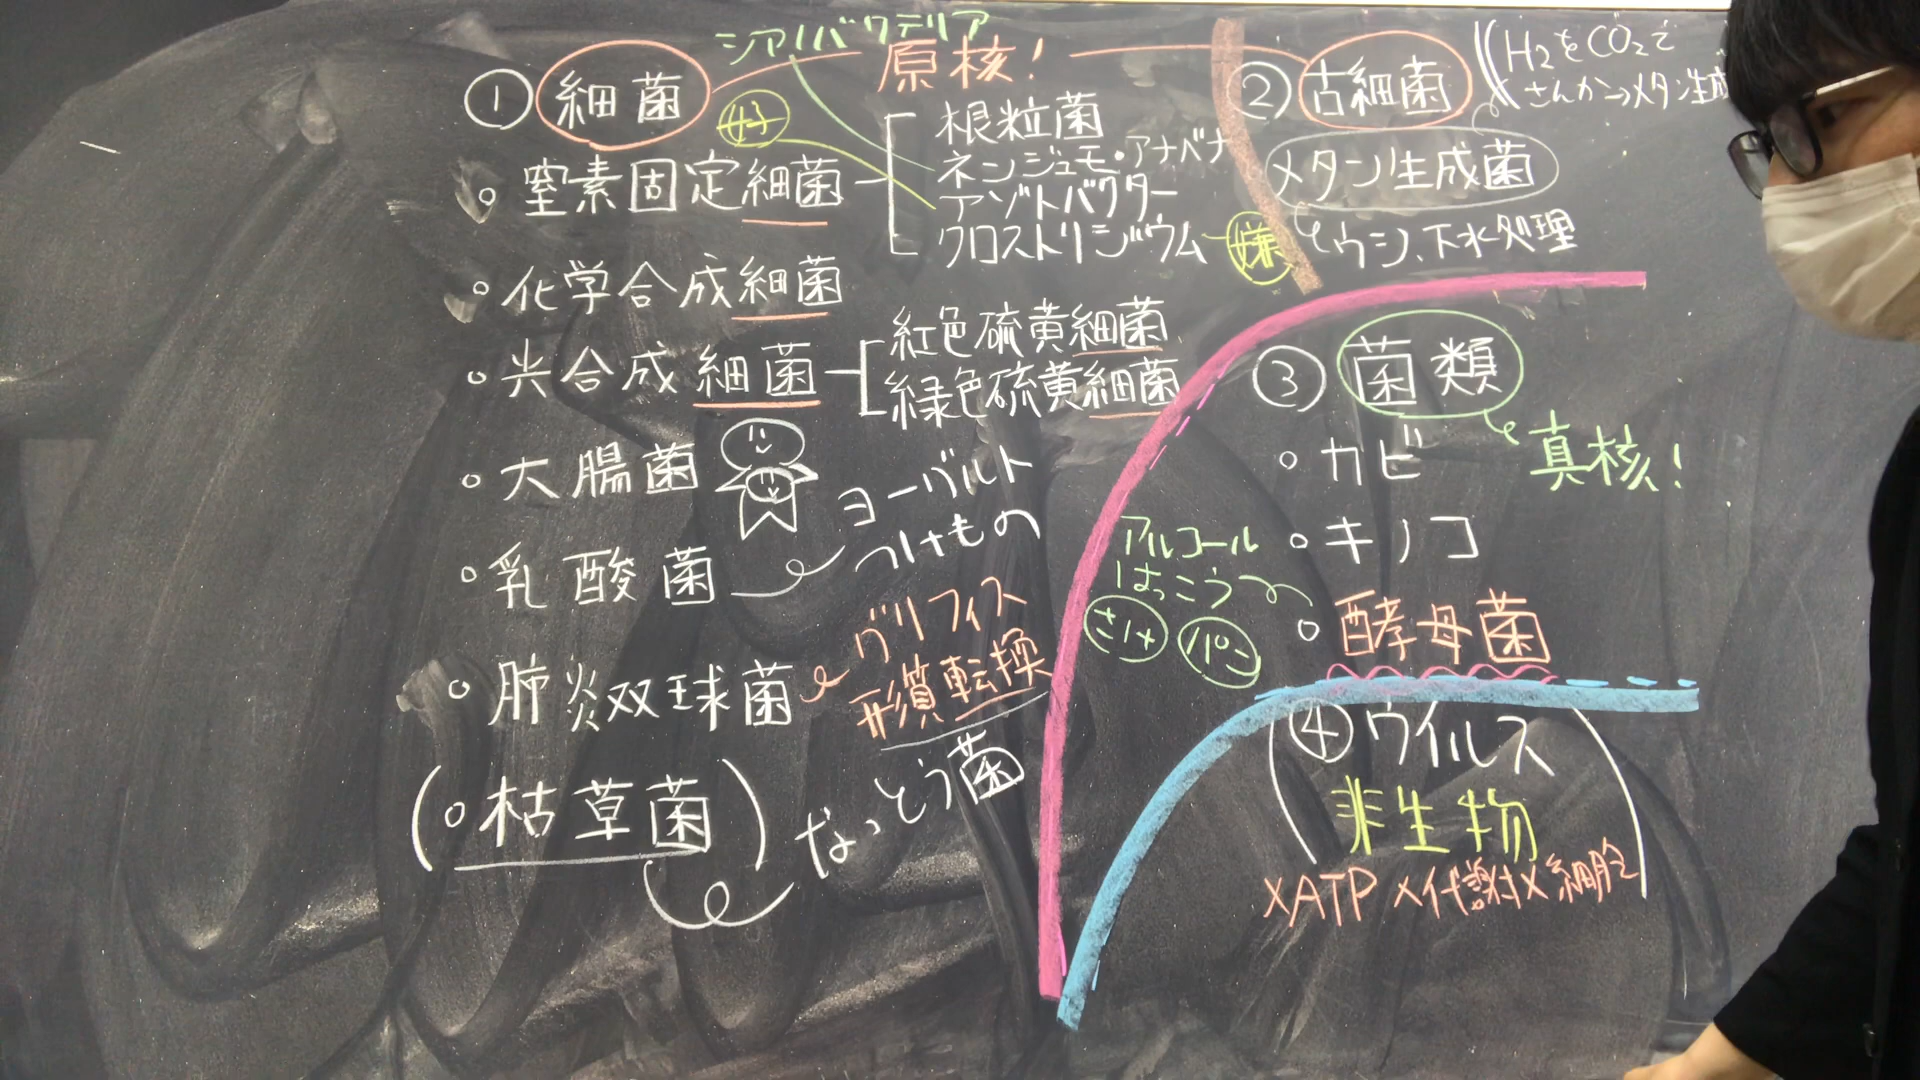 シアノバクテリア
原核!
① 細菌
好
。窒素固定細菌
根粒菌
ネンジュモ・アナベナ
アゾトバクター
クロストリジウム
嫌
。化学合成細菌
。光合成細菌
紅色硫黄細菌
緑色硫黄細菌
。大腸菌
。乳酸菌
ヨーグルト
つけもの
。肺炎双球菌
グリフィス
形質転換
(。枯草菌)
なっとう菌
② 古細菌
H2をCO2で
さんか→メタン生成
メタン生成菌
ウシ、下水処理
③ 菌類
真核!
。カビ
。キノコ
。酵母菌
アルコール
はっこう
さけ パン
④ウイルス
非生物
×ATP ×代謝 ×細胞